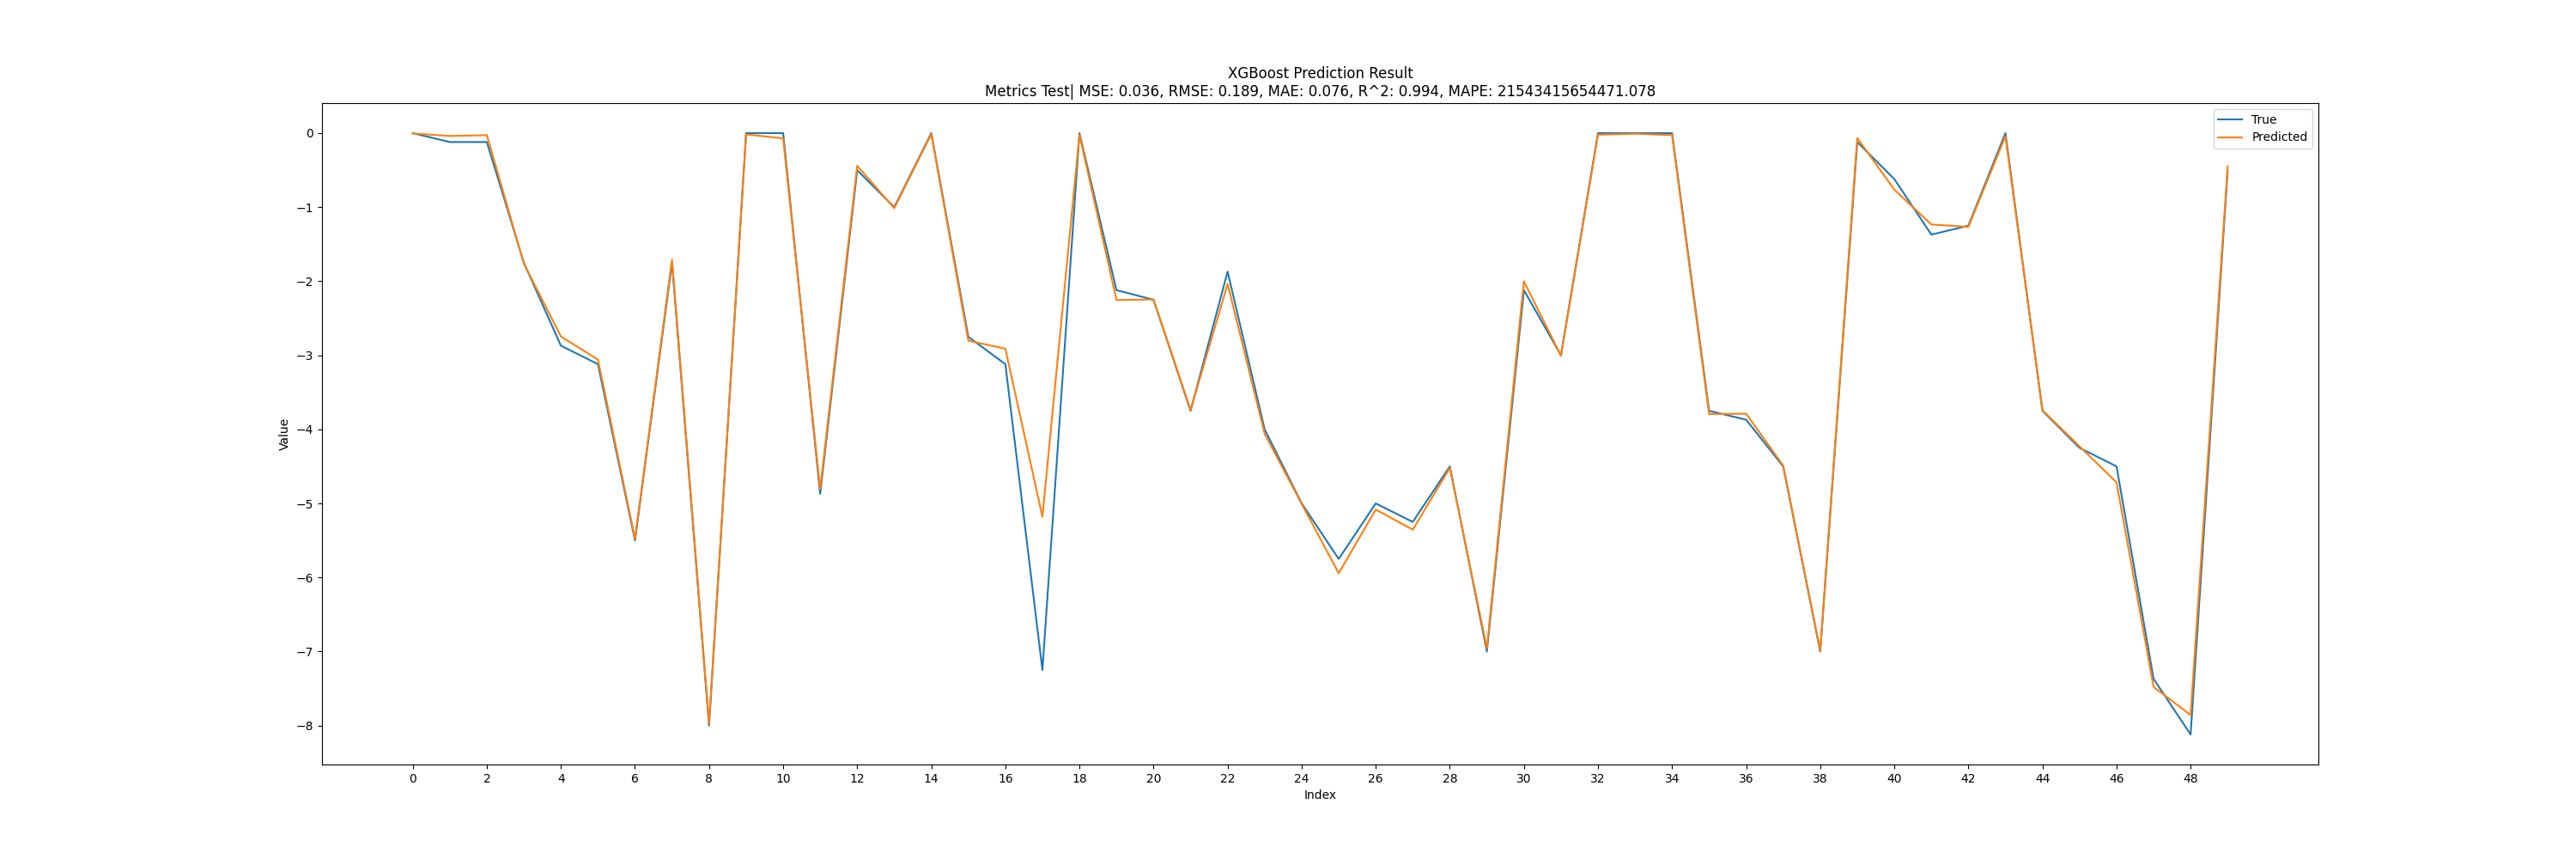 XGBoost Prediction Result
Metrics Test| MSE: 0.036, RMSE: 0.189, MAE: 0.076, R^2: 0.994, MAPE: 21543415654471.078
True
Predicted
0
−1
−2
−3
−4
−5
−6
−7
−8
Value
0 2 4 6 8 10 12 14 16 18 20 22 24 26 28 30 32 34 36 38 40 42 44 46 48
Index